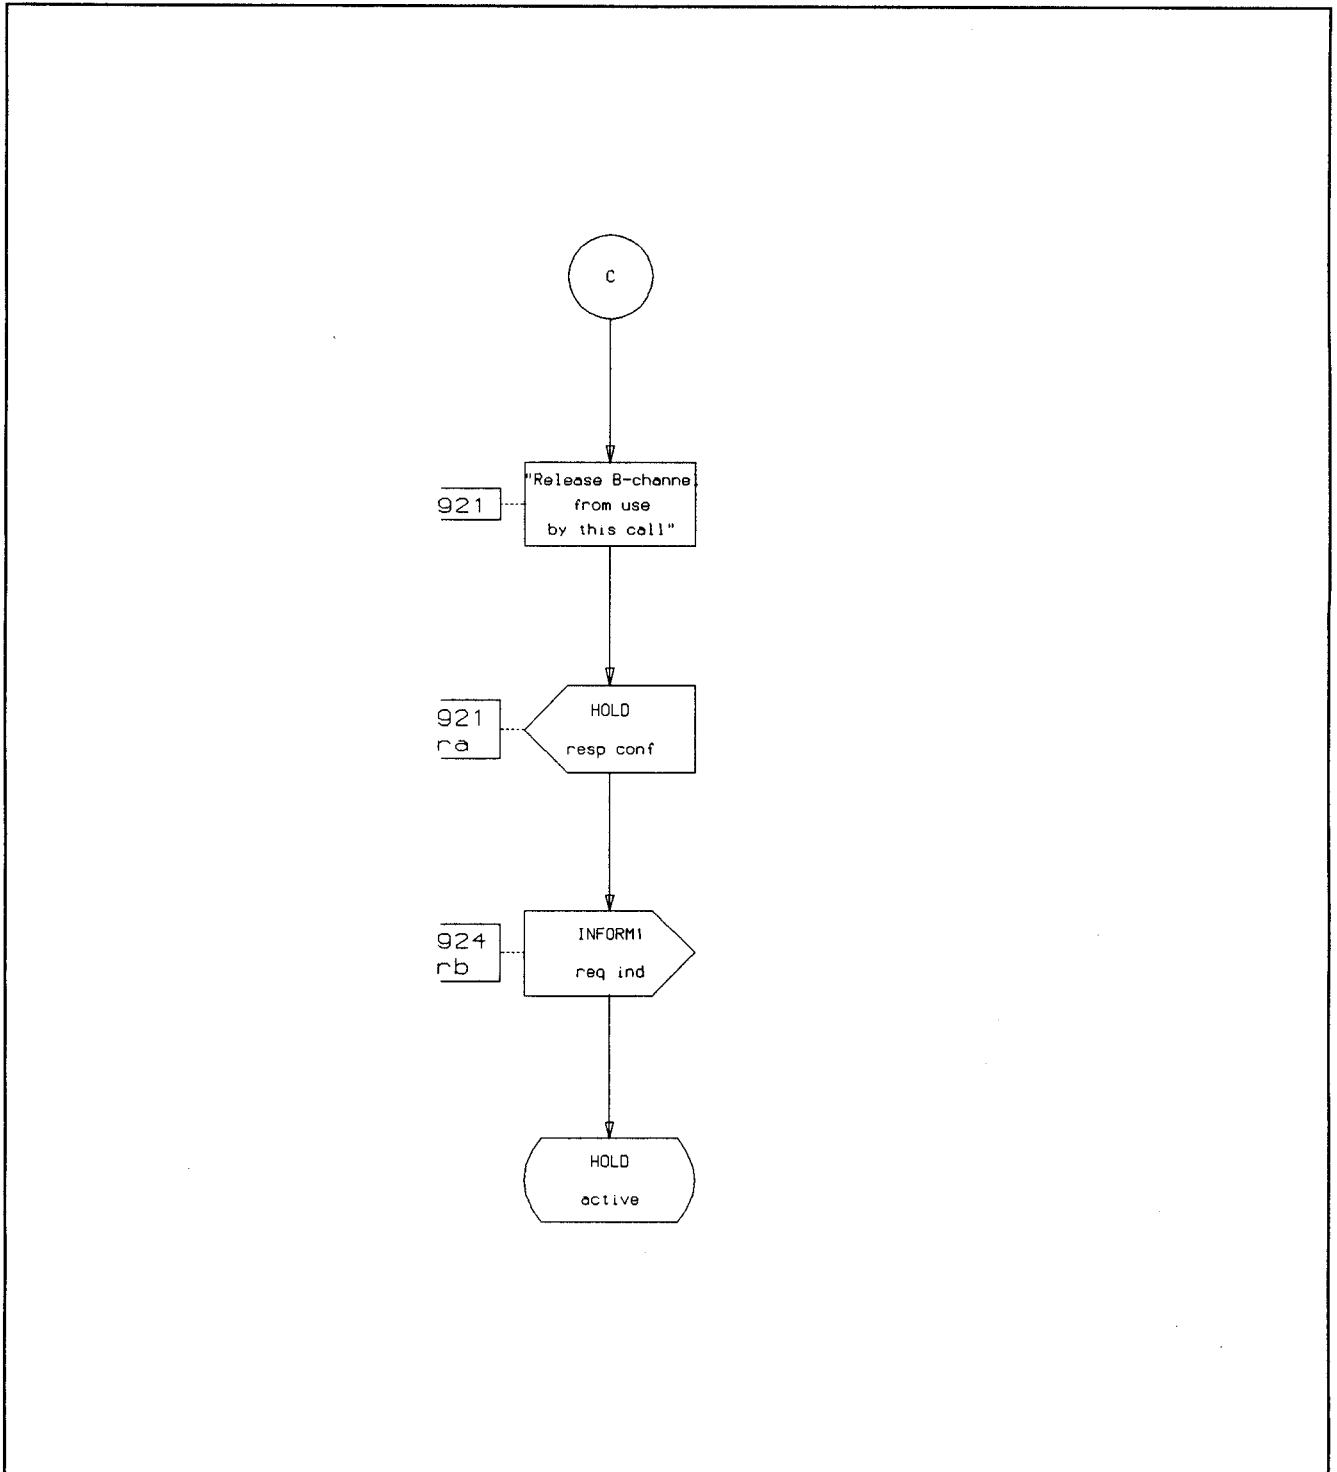 C
"Release B-channe
from use
by this call"
921
HOLD
resp conf
921
ra
INFORM1
req ind
924
rb
HOLD
active